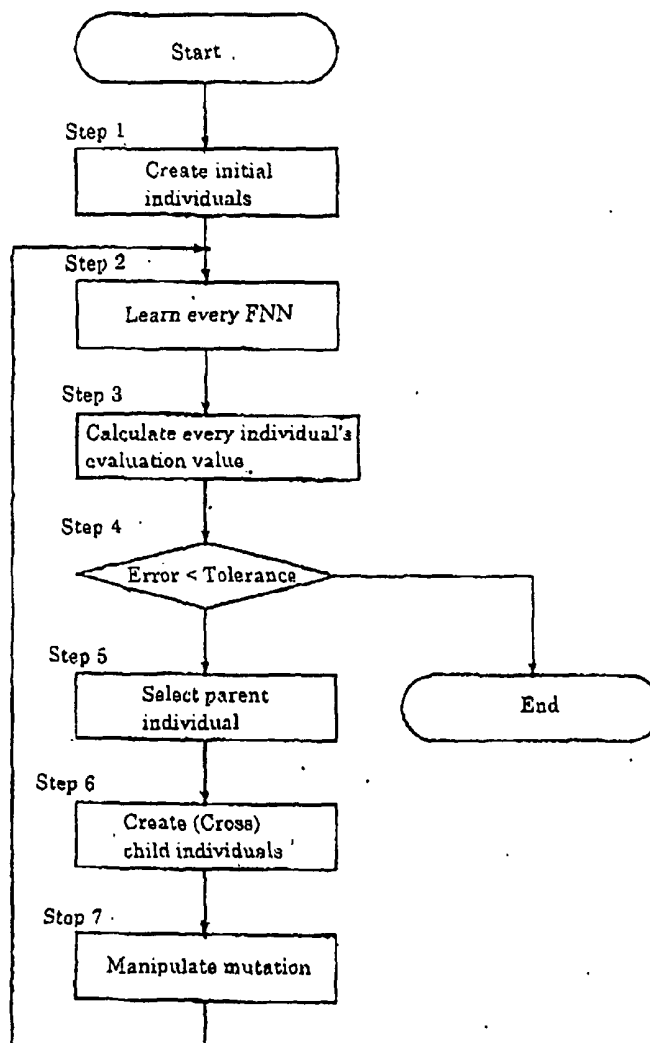 Start
Step 1
Create initial
individuals
Step 2
Learn every FNN
Step 3
Calculate every individual's
evaluation value
Step 4
Error < Tolerance
Step 5
Select parent
individual
End
Step 6
Create (Cross)
child individuals
Stop 7
Manipulate mutation